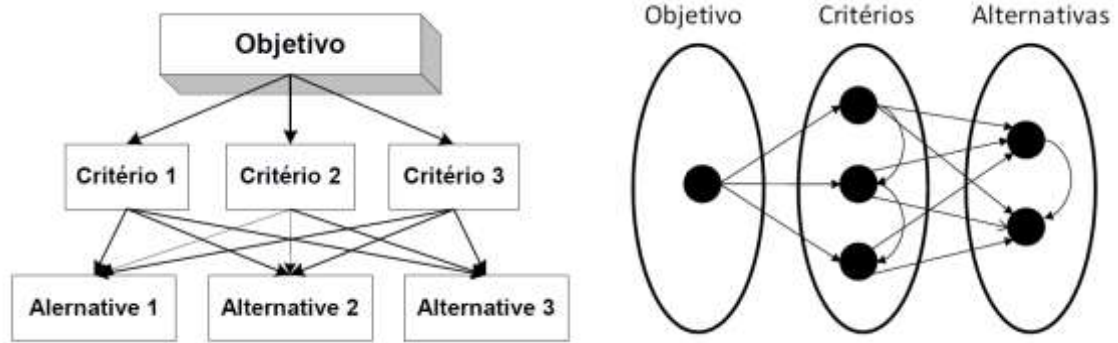 Objetivo
Critério 1
Critério 2
Critério 3
Alernative 1
Alternative 2
Alternative 3
Objetivo
Critérios
Alternativas